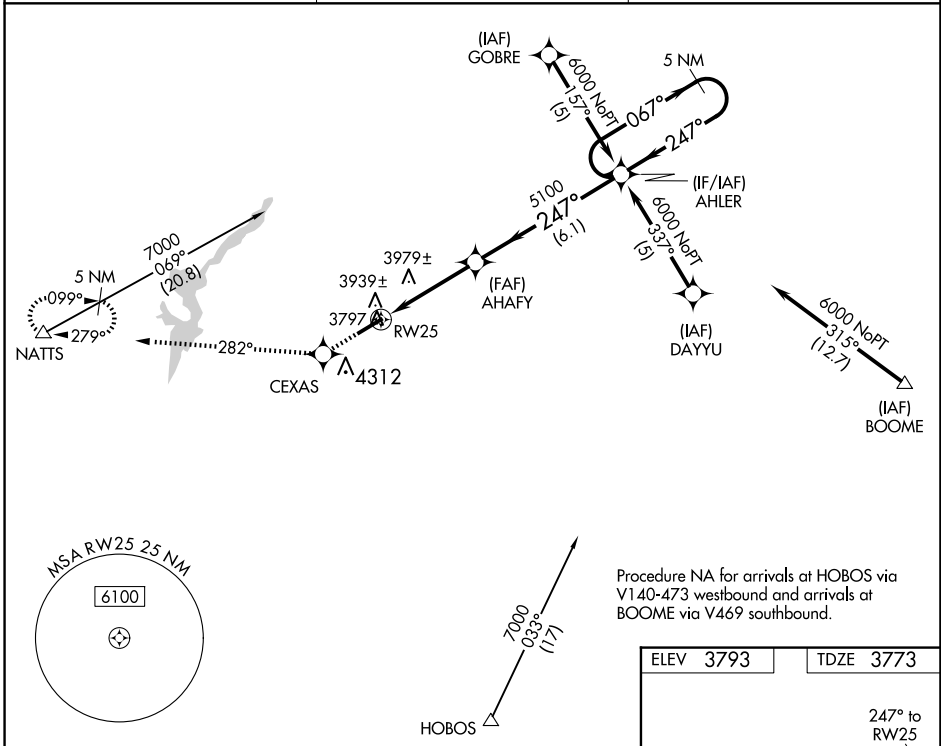 (IAF)
GOBRE
6000 NoPT
157°
(5)
5 NM
067°
247°
(IF/IAF)
AHLER
5100
247°
(6.1)
6000 NoPT
337°
(5)
7000
069°
(20.8)
5 NM
099°
279°
NATTS
3979±
3939±
3797
RW25
(FAF)
AHAFY
(IAF)
DAYYU
6000 NoPT
315°
(12.7)
(IAF)
BOOME
282°
CEXAS
4312
MSA RW25 25 NM
6100
7000
033°
(17)
HOBOS
Procedure NA for arrivals at HOBOS via
V140-473 westbound and arrivals at
BOOME via V469 southbound.
ELEV 3793
TDZE 3773
247° to
RW25